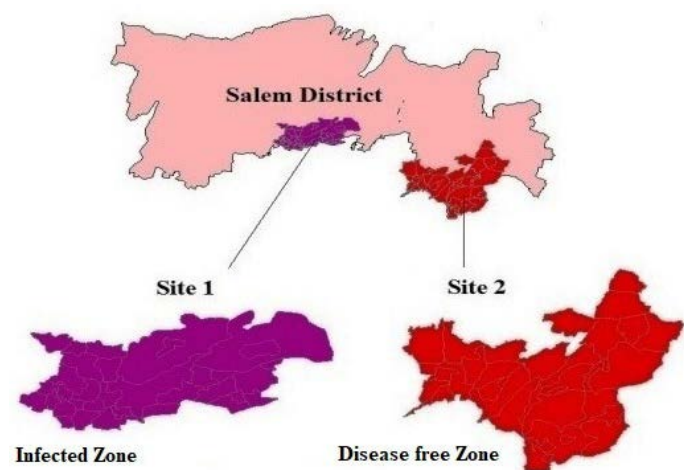 Salem District
Site 1
Site 2
Infected Zone
Disease free Zone